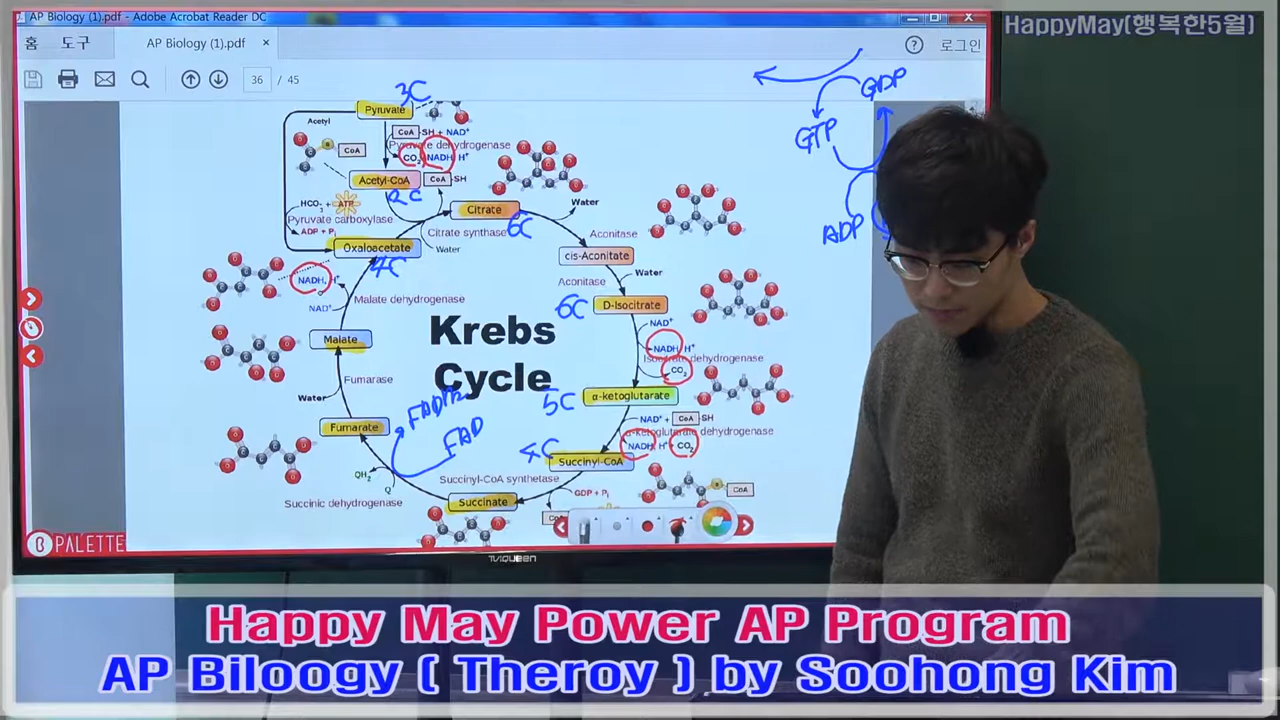 AP Biology (1).pdf - Adobe Acrobat Reader DC
HappyMay(행복한5월)
홈 도구 AP Biology (1).pdf × ? 로그인
36 / 45
GDP
GTP
ADP
3C
Pyruvate
Acetyl
CoA -SH + NAD⁺
Pyruvate dehydrogenase
CO₂ NADH, H⁺
CoA
Acetyl-CoA
CoA -SH
2C
HCO₃⁻ + ATP
Pyruvate carboxylase
ADP + Pᵢ
Citrate
6C
Water
Citrate synthase
Water
Oxaloacetate
4C
Aconitase
cis-Aconitate
Water
Aconitase
NADH, H⁺
NAD⁺
Malate dehydrogenase
6C
D-Isocitrate
NAD⁺
NADH, H⁺
Isocitrate dehydrogenase
CO₂
Krebs
Cycle
Malate
Fumarase
Water
5C
α-ketoglutarate
NAD⁺ + CoA -SH
α-ketoglutarate dehydrogenase
NADH, H⁺ + CO₂
FADH2
FAD
Fumarate
4C
Succinyl-CoA
QH₂
Q
Succinyl-CoA synthetase
Succinic dehydrogenase
Succinate
GDP + Pᵢ
CoA
PALETTE
TVIQUEEN
Happy May Power AP Program
AP Biloogy ( Theroy ) by Soohong Kim